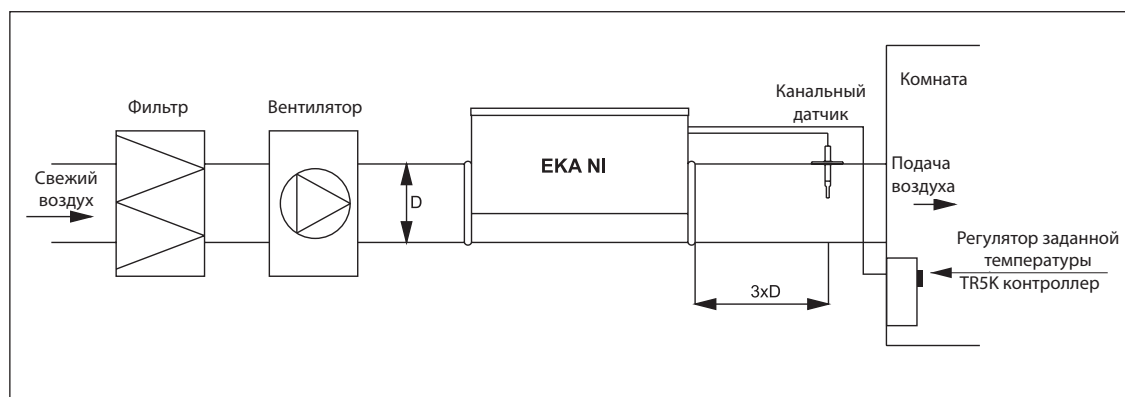 Фильтр
Вентилятор
Канальный
датчик
Комната
EKA NI
Свежий
воздух
D
Подача
воздуха
Регулятор заданной
температуры
TR5K контроллер
3xD